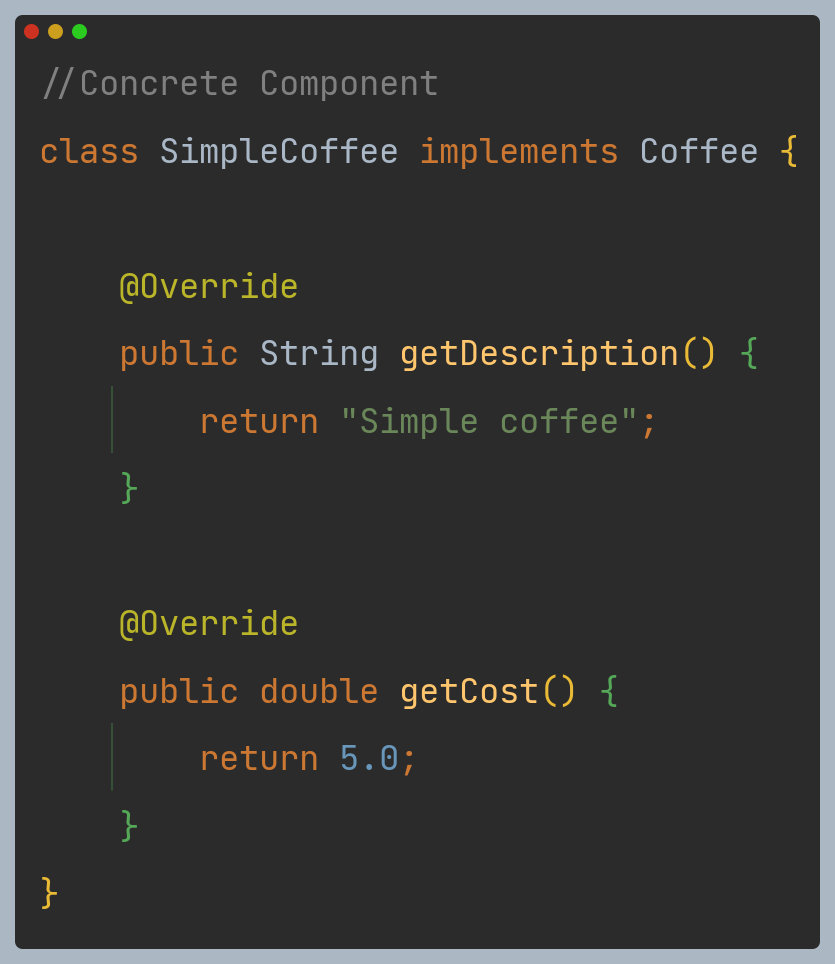 //Concrete Component
class SimpleCoffee implements Coffee {
@Override
public String getDescription() {
return "Simple coffee";
}
@Override
public double getCost() {
return 5.0;
}
}